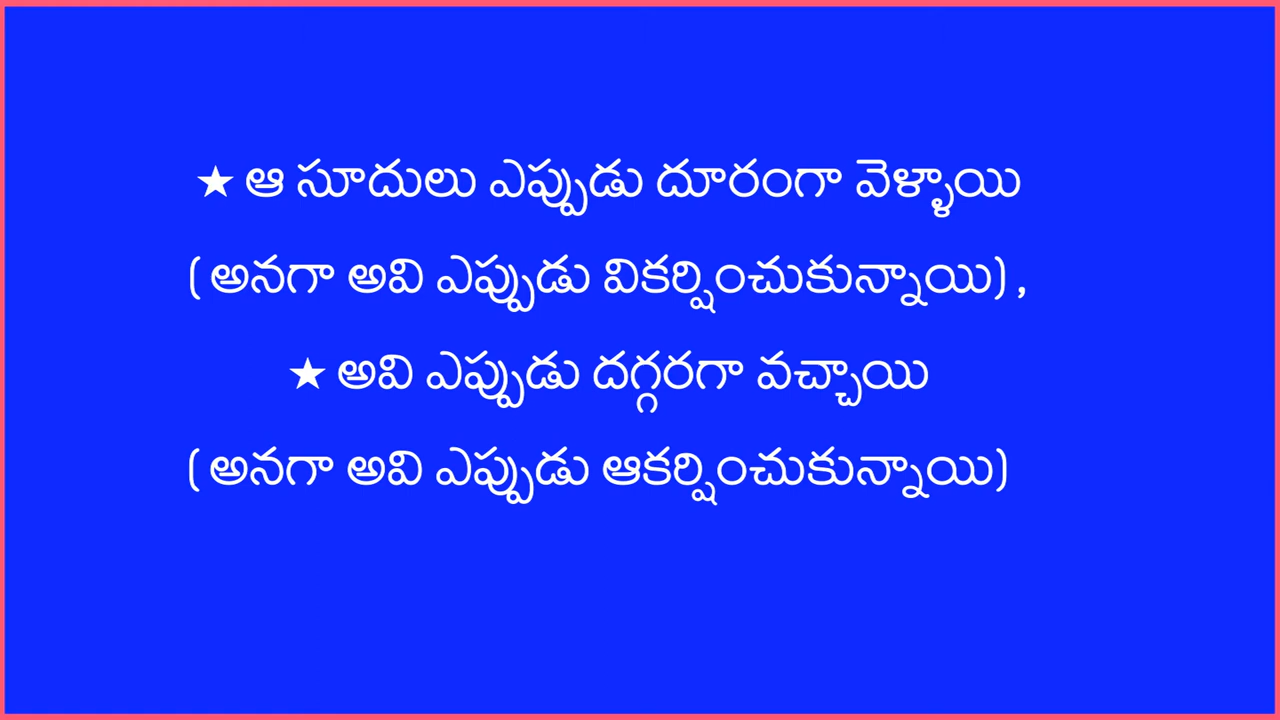 ★ ఆ సూదులు ఎప్పుడు దూరంగా వెళ్ళాయి
(అనగా అవి ఎప్పుడు వికర్షించుకున్నాయి),
★ అవి ఎప్పుడు దగ్గరగా వచ్చాయి
(అనగా అవి ఎప్పుడు ఆకర్షించుకున్నాయి)